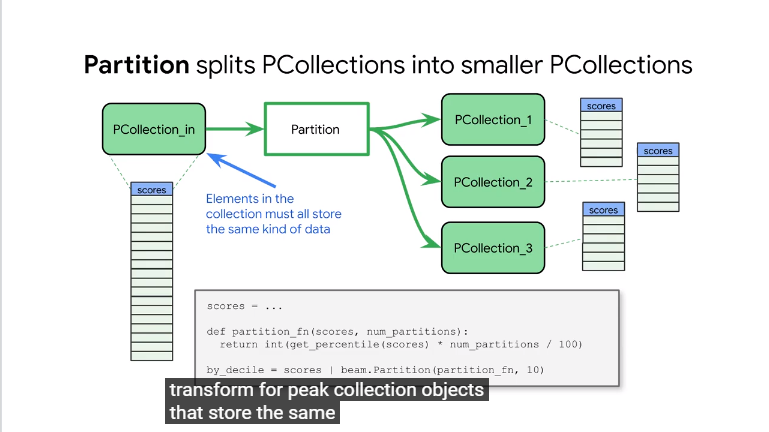 Partition splits PCollections into smaller PCollections
PCollection_in
Partition
PCollection_1
PCollection_2
PCollection_3
scores
scores
scores
scores
Elements in the
collection must all store
the same kind of data
scores = ...
def partition_fn(scores, num_partitions):
  return int(get_percentile(scores) * num_partitions / 100)
by_decile = scores | beam.Partition(partition_fn, 10)
transform for peak collection objects
that store the same